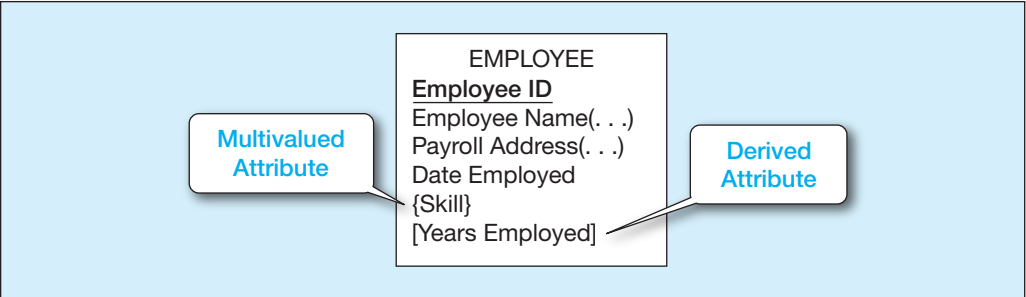 EMPLOYEE
Employee ID
Employee Name(. . .)
Payroll Address(. . .)
Date Employed
{Skill}
[Years Employed]
Multivalued
Attribute
Derived
Attribute